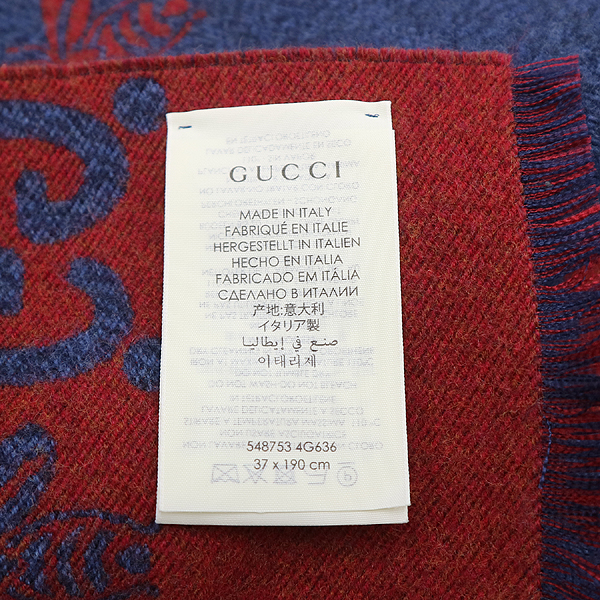 GUCCI
MADE IN ITALY
FABRIQUÉ EN ITALIE
HERGESTELLT IN ITALIEN
HECHO EN ITALIA
FABRICADO EM ITÁLIA
СДЕЛАНО В ИТАЛИИ
产地:意大利
イタリア製
صنع في إيطاليا
이태리제
548753 4G636
37 x 190 cm